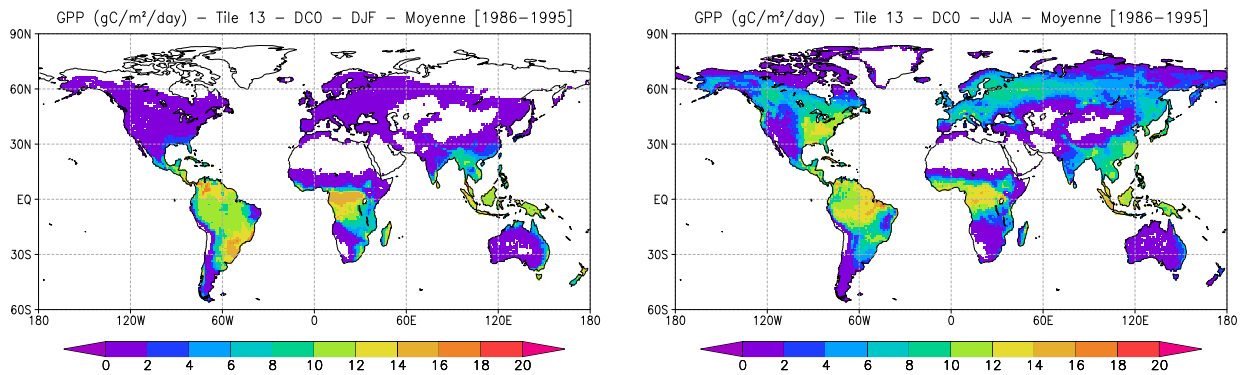 GPP (gC/m²/day) – Tile 13 – DCO – DJF – Moyenne [1986–1995]
90N
60N
30N
EQ
30S
60S
180 120W 60W 0 60E 120E 180
0 2 4 6 8 10 12 14 16 18 20
GPP (gC/m²/day) – Tile 13 – DCO – JJA – Moyenne [1986–1995]
90N
60N
30N
EQ
30S
60S
180 120W 60W 0 60E 120E 180
0 2 4 6 8 10 12 14 16 18 20